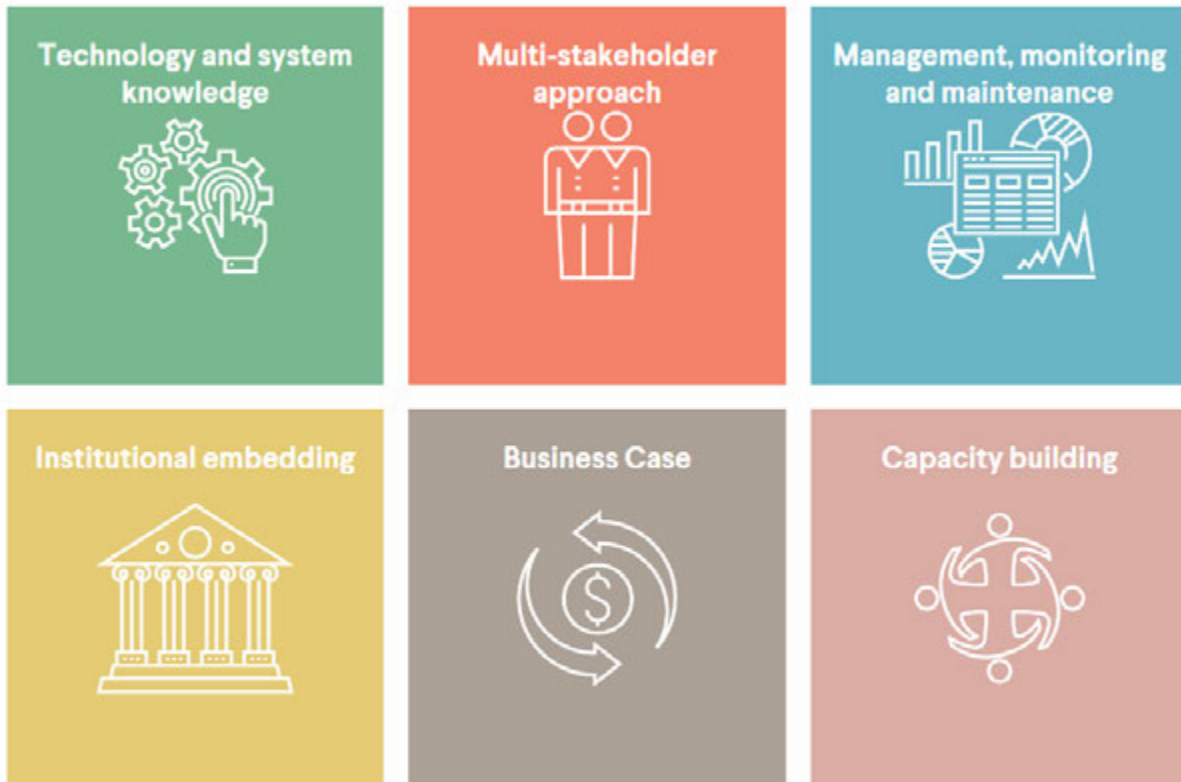 Technology and system
knowledge
Multi-stakeholder
approach
Management, monitoring
and maintenance
Institutional embedding
Business Case
$
Capacity building